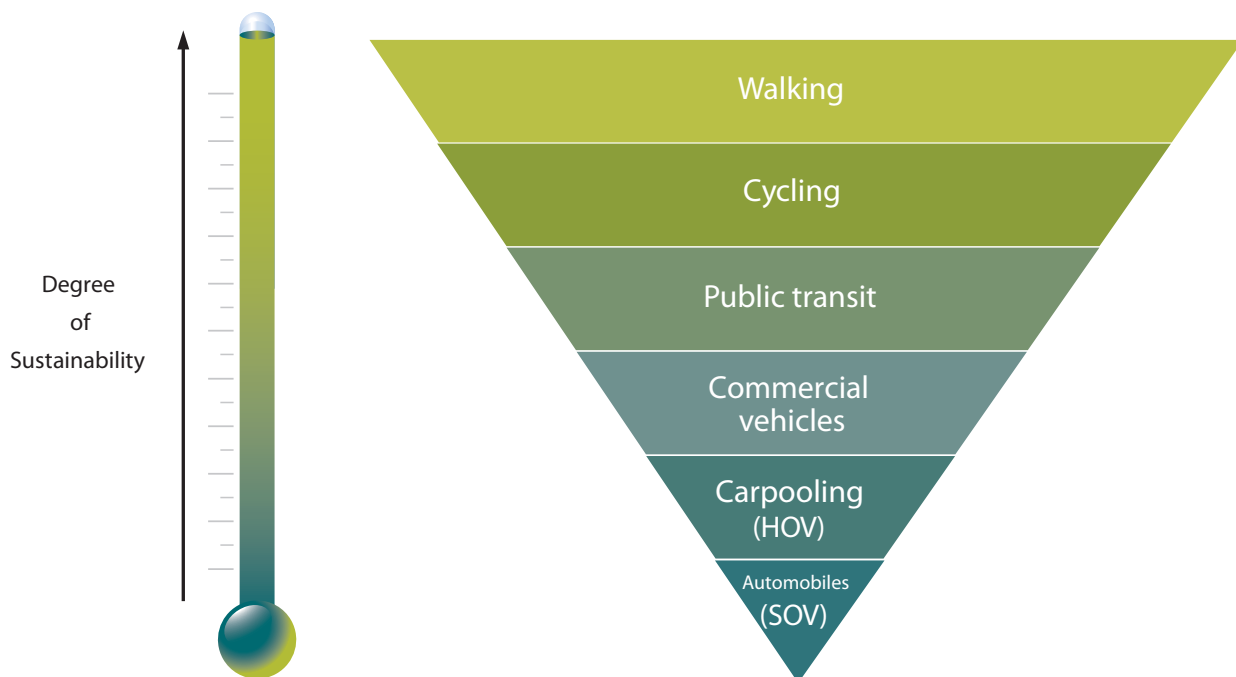 Degree
of
Sustainability
Walking
Cycling
Public transit
Commercial
vehicles
Carpooling
(HOV)
Automobiles
(SOV)